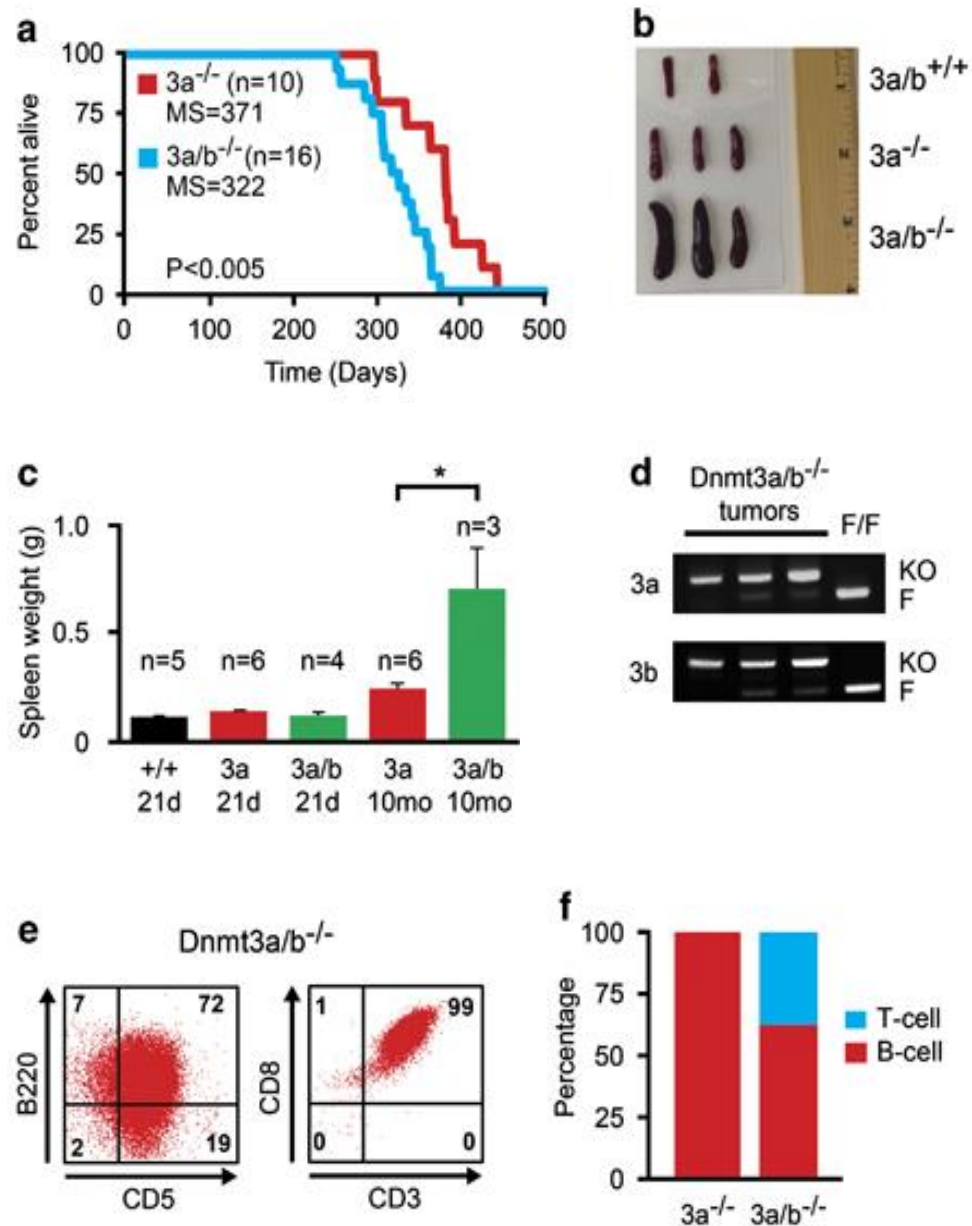 a
100
75
50
25
0
Percent alive
3a-/- (n=10)
MS=371
3a/b-/- (n=16)
MS=322
P<0.005
0 100 200 300 400 500
Time (Days)
b
3a/b+/+
3a-/-
3a/b-/-
c
*
Spleen weight (g)
1.0
0.5
0
n=5 n=6 n=4 n=6 n=3
+/+ 3a 3a/b 3a 3a/b
21d 21d 21d 10mo 10mo
d
Dnmt3a/b-/-
tumors F/F
3a KO
F
3b KO
F
e
Dnmt3a/b-/-
7 72
2 19
B220
CD5
1 99
0 0
CD8
CD3
f
100
75
50
25
0
Percentage
T-cell
B-cell
3a-/- 3a/b-/-